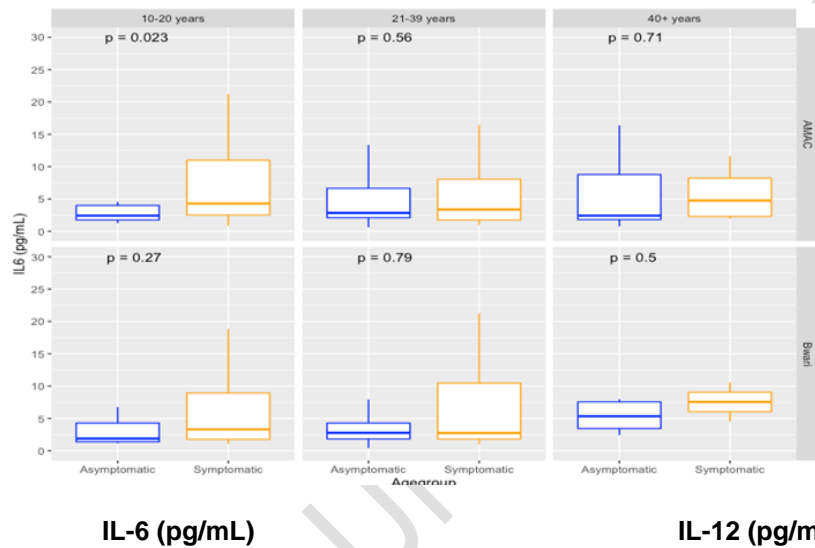 10-20 years 21-39 years 40+ years
p = 0.023 p = 0.56 p = 0.71
30
25
20
15
10
5
0
AMAC
IL6 (pg/mL)
p = 0.27 p = 0.79 p = 0.5
30
25
20
15
10
5
0
Bwari
Asymptomatic Symptomatic Asymptomatic Symptomatic Asymptomatic Symptomatic
Agegroup
IL-6 (pg/mL) IL-12 (pg/m